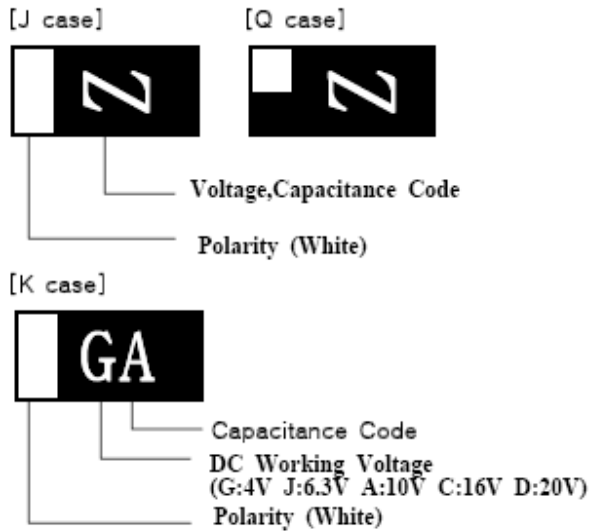 [J case]
[Q case]
Z
Z
Voltage,Capacitance Code
Polarity (White)
[K case]
GA
Capacitance Code
DC Working Voltage
(G:4V J:6.3V A:10V C:16V D:20V)
Polarity (White)